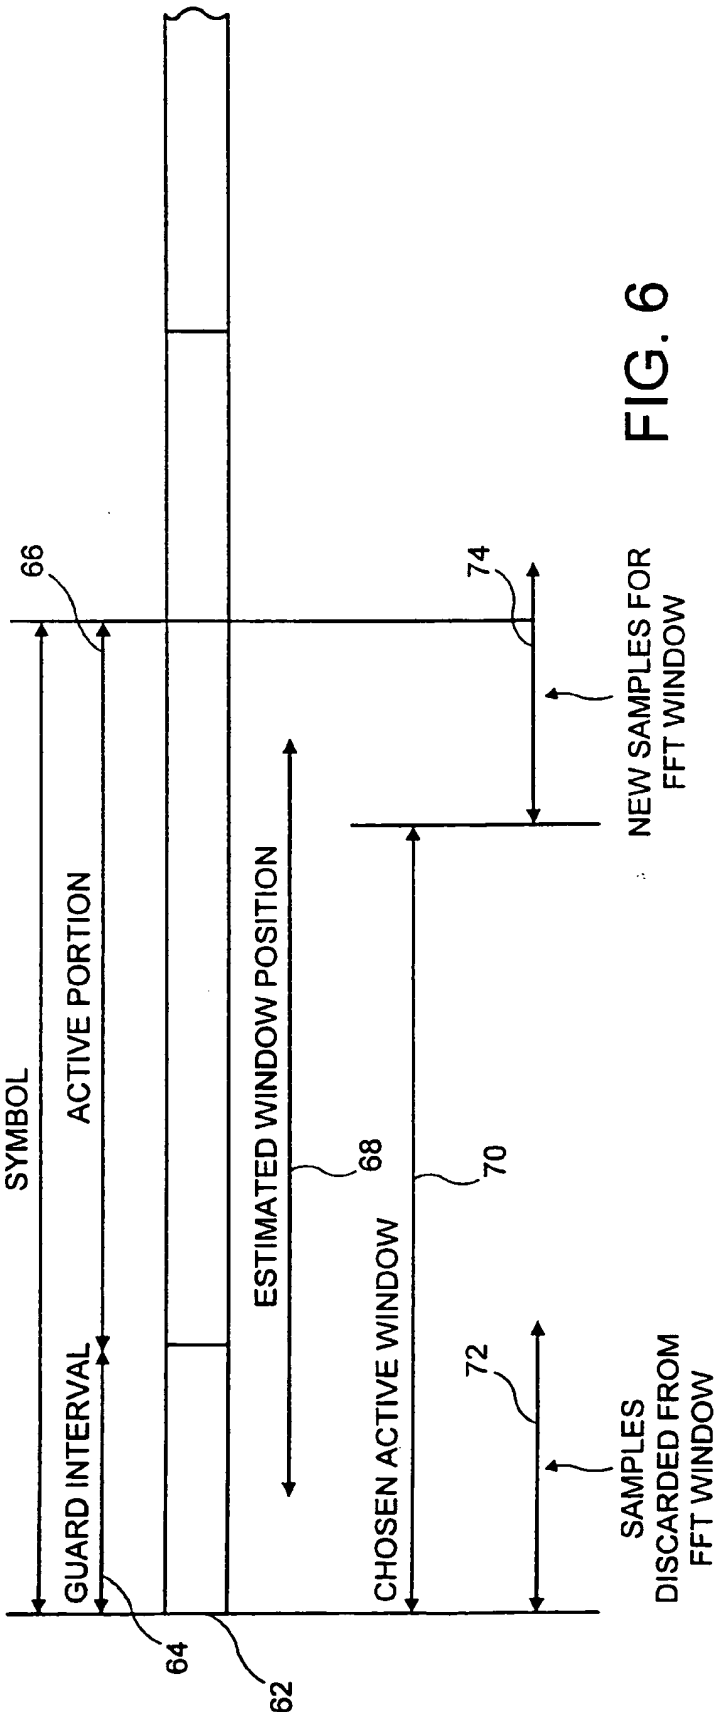 SYMBOL
GUARD INTERVAL
ACTIVE PORTION
64
66
62
ESTIMATED WINDOW POSITION
68
CHOSEN ACTIVE WINDOW
70
72
74
SAMPLES
DISCARDED FROM
FFT WINDOW
NEW SAMPLES FOR
FFT WINDOW
FIG. 6